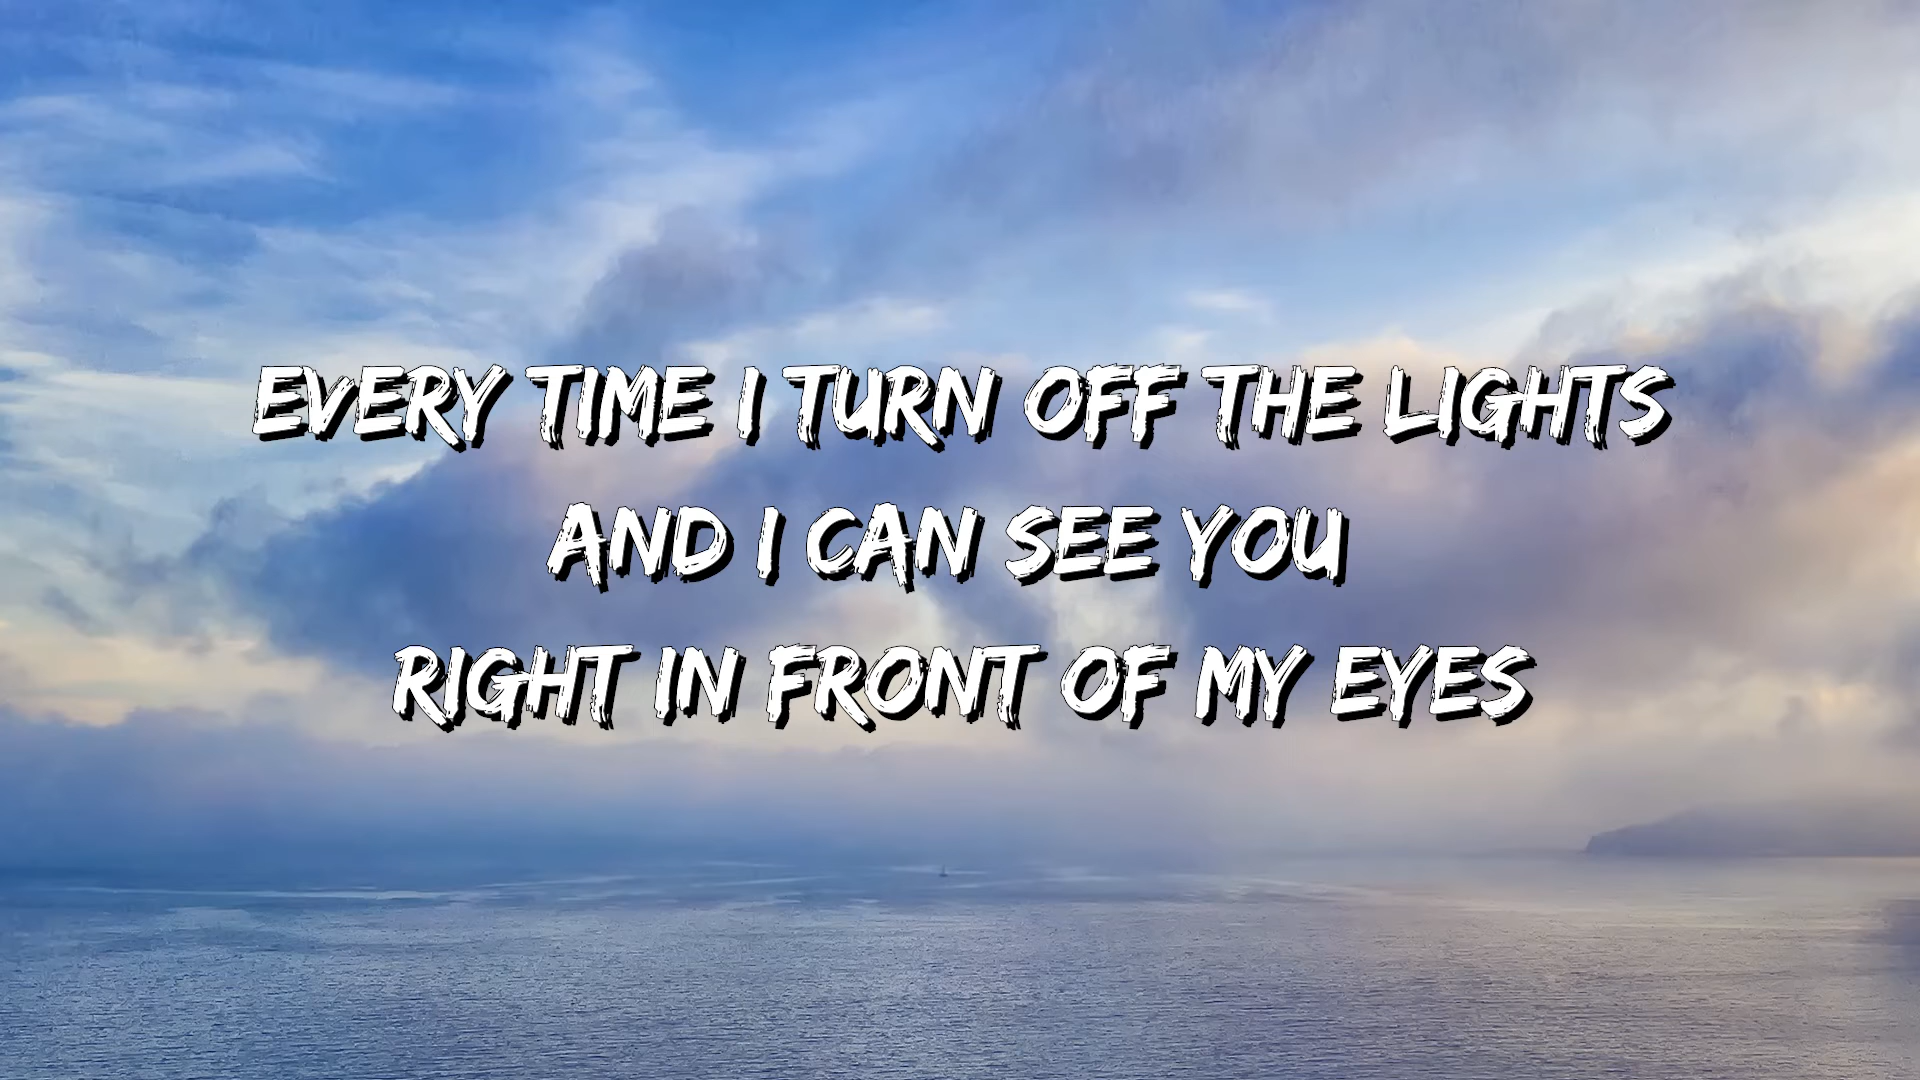 EVERY TIME I TURN OFF THE LIGHTS
AND I CAN SEE YOU
RIGHT IN FRONT OF MY EYES